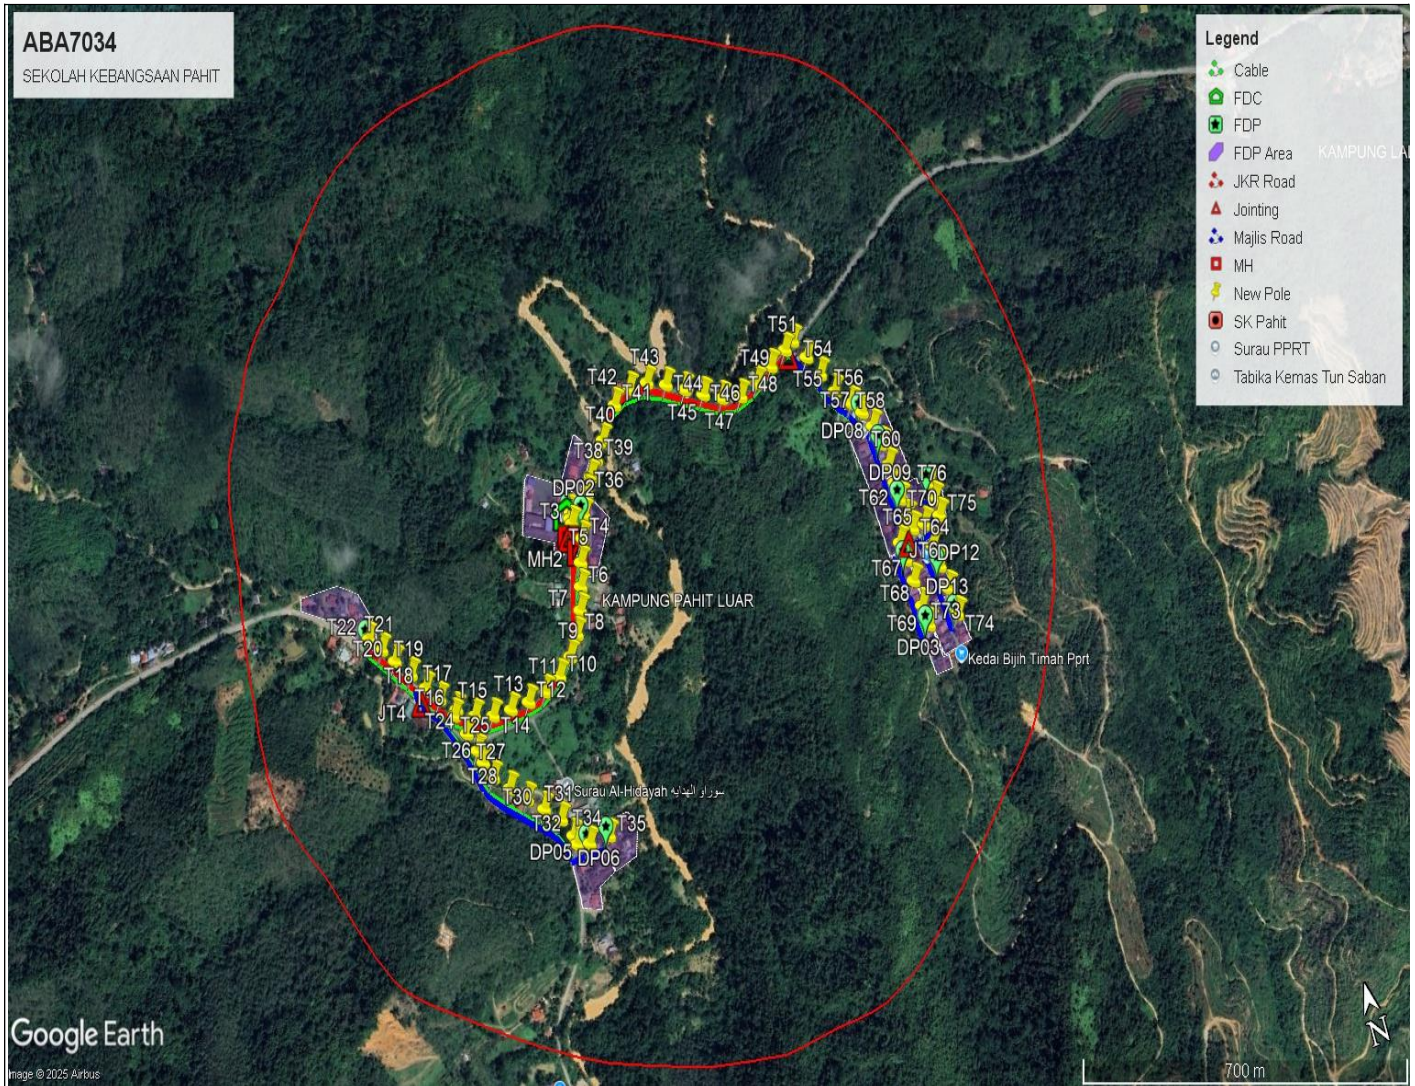 ABA7034
SEKOLAH KEBANGSAAN PAHIT
Legend
Cable
FDC
FDP
FDP Area
JKR Road
Jointing
Majlis Road
MH
New Pole
SK Pahit
Surau PPRT
Tabika Kemas Tun Saban
KAMPUNG LA
T51
T49
T54
T43
T42
T44
T48
T55
T56
T41
T46
T57
T58
T40
T45
T47
DP08
T60
T38
T39
T36
DP09
T76
DP02
T62
T70
T75
T3
T4
T65
T64
T5
JT6
DP12
MH2
T6
T67
T68
DP13
T7
KAMPUNG PAHIT LUAR
T8
T73
T69
T74
T22
T21
T9
DP03
T20
T19
Kedai Bijih Timah Pprt
T11
T10
T18
T17
T12
T16
T15
T13
JT4
T24
T25
T14
T26
T27
T28
Surau Al-Hidayah سوراو الهدايه
T30
T31
T32
T34
T35
DP05
DP06
Google Earth
mage © 2025 Airbus
N
700 m